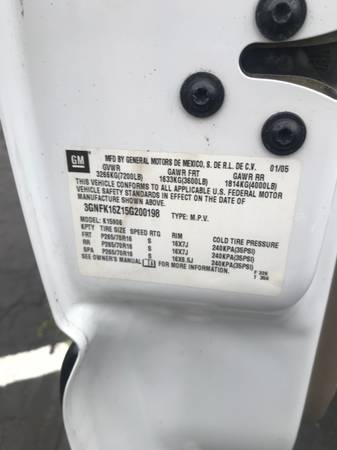 GM
MFD BY GENERAL MOTORS DE MEXICO, S. DE R.L. DE C.V. 01/05
GVWR GAWR FRT GAWR RR
3266KG(7200LB) 1633KG(3600LB) 1814KG(4000LB)
THIS VEHICLE CONFORMS TO ALL APPLICABLE U.S. FEDERAL MOTOR
VEHICLE SAFETY STANDARDS IN EFFECT ON THE DATE OF
MANUFACTURE SHOWN ABOVE.
3GNFK16Z15G200198 TYPE: M.P.V.
MODEL: K15906
KPTY TIRE SIZE SPEED RTG RIM COLD TIRE PRESSURE
FRT P265/70R16 S 16X7J 240KPA(35PSI)
RR P265/70R16 S 16X7J 240KPA(35PSI)
SPA P265/70R16 S 16X6.5J 240KPA(35PSI)
SEE OWNER'S MANUAL FOR MORE INFORMATION